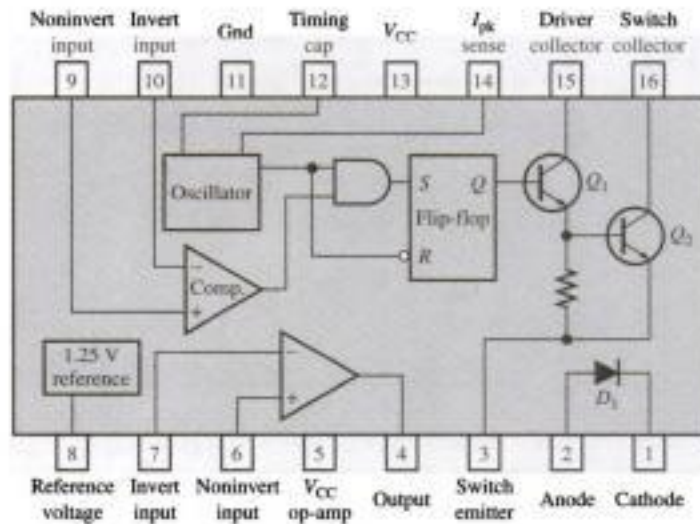 Noninvert input
Invert input
Gnd
Timing cap
VCC
Ipk sense
Driver collector
Switch collector
9 10 11 12 13 14 15 16
Oscillator
S Q
Flip-flop
R
Q1
Q2
−
Comp.
+
1.25 V
reference
−
+
D1
8 7 6 5 4 3 2 1
Reference voltage
Invert input
Noninvert input
VCC op-amp
Output
Switch emitter
Anode
Cathode